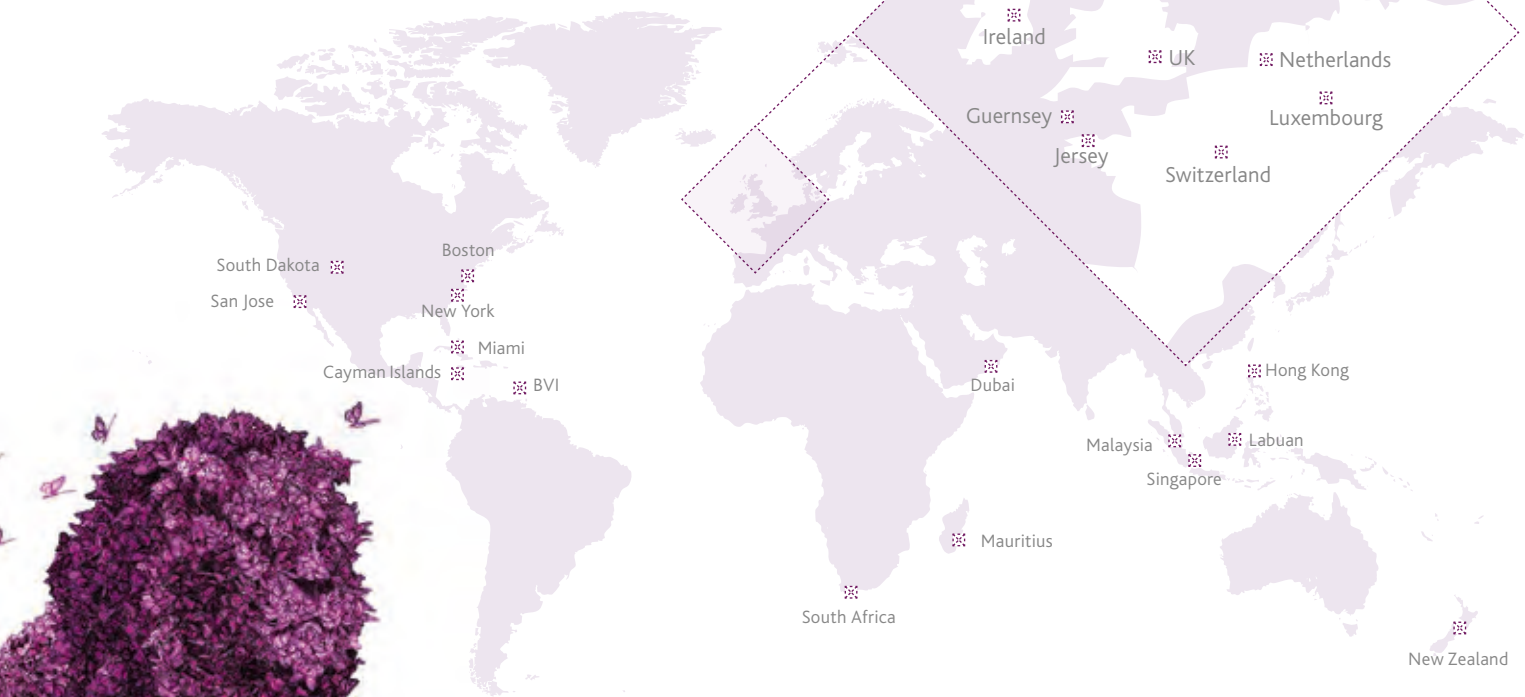 Ireland
UK
Netherlands
Guernsey
Luxembourg
Jersey
Switzerland
Boston
South Dakota
San Jose
New York
Miami
Cayman Islands
BVI
Dubai
Hong Kong
Malaysia
Labuan
Singapore
Mauritius
South Africa
New Zealand